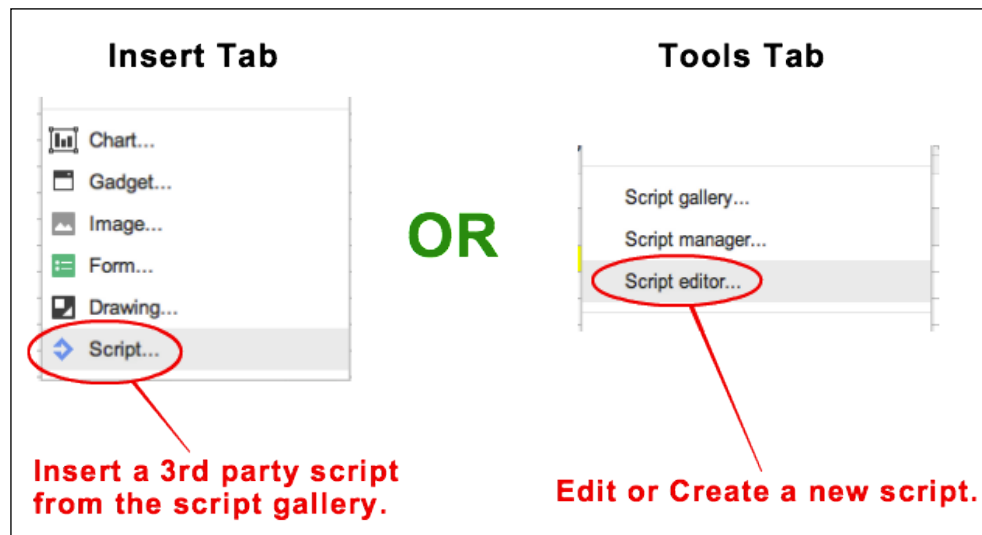 Insert Tab
Chart...
Gadget...
Image...
Form...
Drawing...
Script...
Insert a 3rd party script
from the script gallery.
OR
Tools Tab
Script gallery...
Script manager...
Script editor...
Edit or Create a new script.